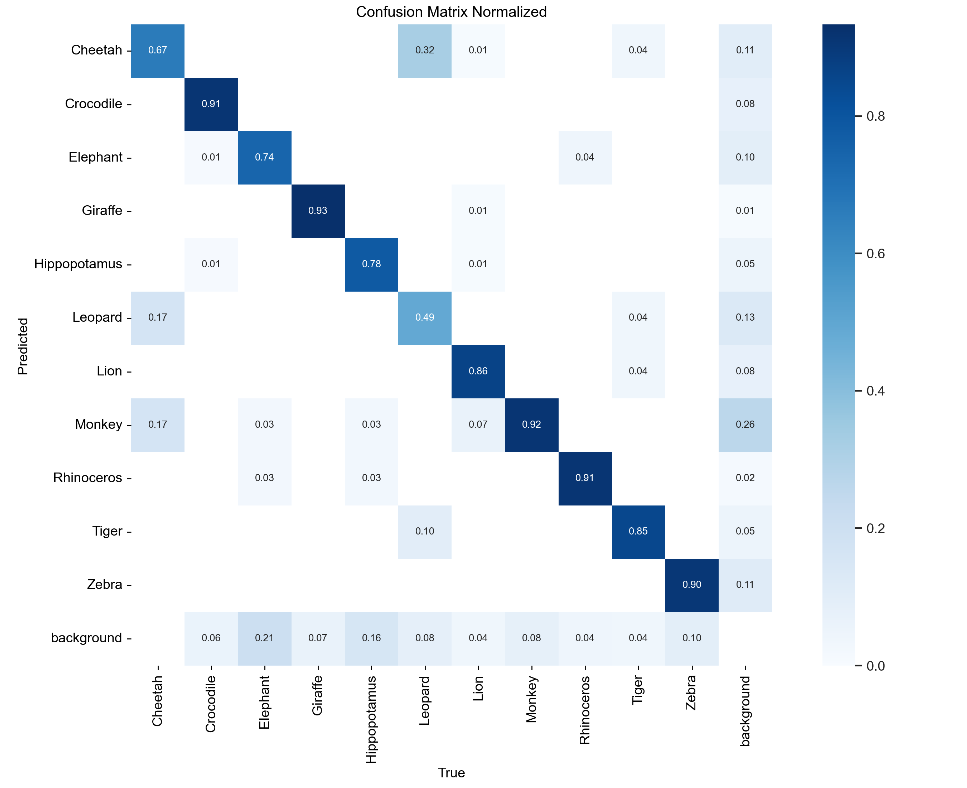 Confusion Matrix Normalized
Cheetah 0.67 0.32 0.01 0.04 0.11
Crocodile 0.91 0.08 0.8
Elephant 0.01 0.74 0.04 0.10
Giraffe 0.93 0.01 0.01
0.6
Hippopotamus 0.01 0.78 0.01 0.05
Leopard 0.17 0.49 0.04 0.13
Predicted
Lion 0.86 0.04 0.08
0.4
Monkey 0.17 0.03 0.03 0.07 0.92 0.26
Rhinoceros 0.03 0.03 0.91 0.02
Tiger 0.10 0.85 0.05 0.2
Zebra 0.90 0.11
background 0.06 0.21 0.07 0.16 0.08 0.04 0.08 0.04 0.04 0.10
0.0
Cheetah
Crocodile
Elephant
Giraffe
Hippopotamus
Leopard
Lion
Monkey
Rhinoceros
Tiger
Zebra
background
True